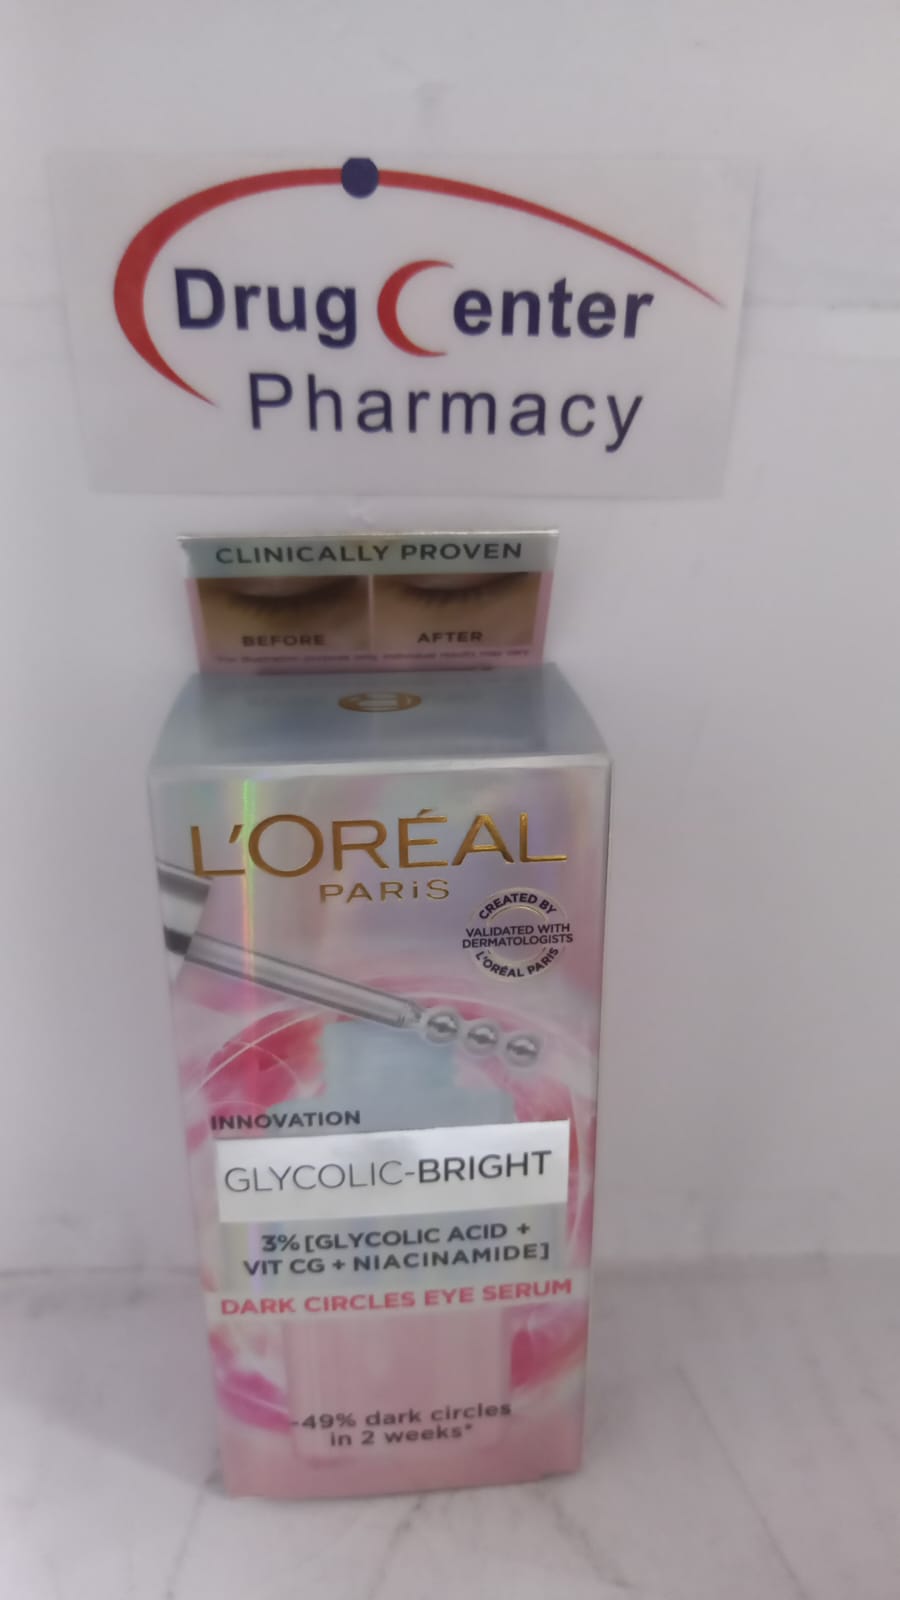 Drug Center
Pharmacy
CLINICALLY PROVEN
BEFORE
AFTER
L'ORÉAL
PARiS
CREATED BY
VALIDATED WITH
DERMATOLOGISTS
L'ORÉAL PARIS
INNOVATION
GLYCOLIC-BRIGHT
3% [GLYCOLIC ACID +
VIT CG + NIACINAMIDE]
DARK CIRCLES EYE SERUM
-49% dark circles
in 2 weeks*